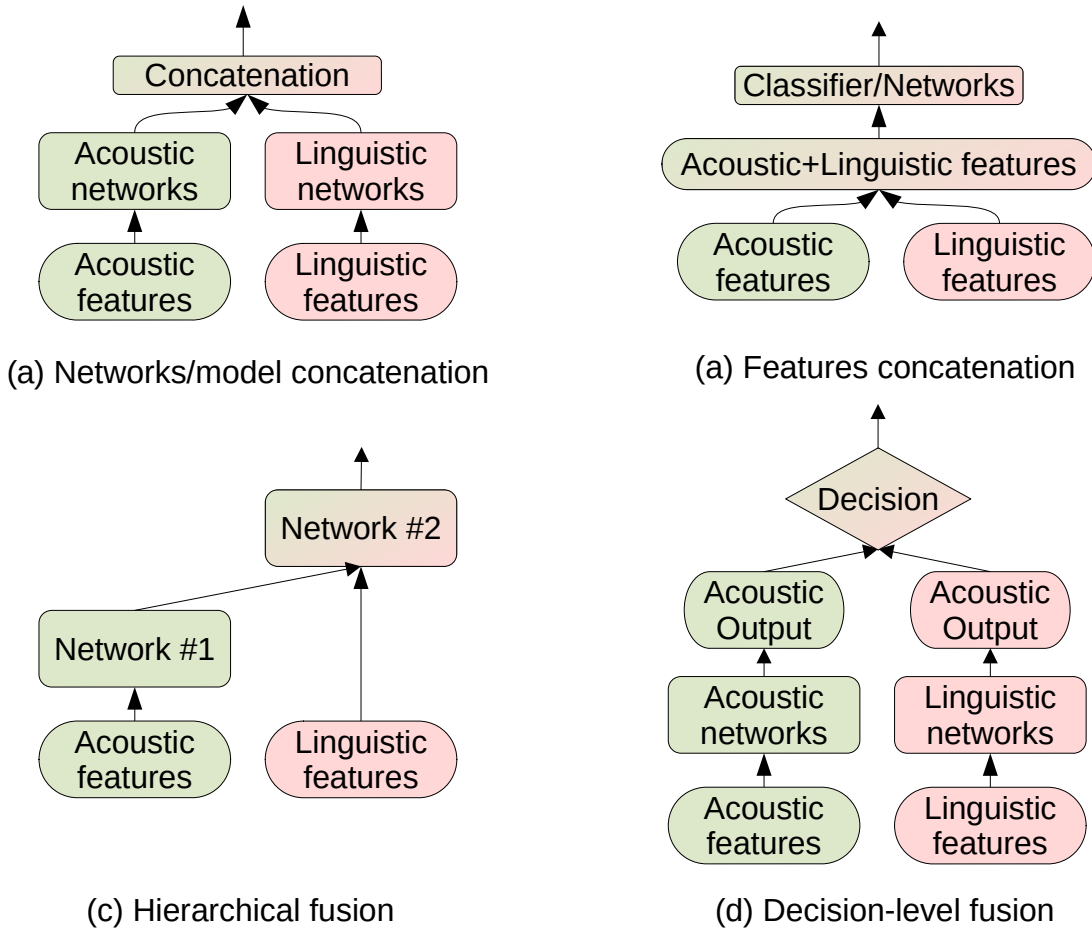 Concatenation
Acoustic
networks
Linguistic
networks
Acoustic
features
Linguistic
features
(a) Networks/model concatenation
Classifier/Networks
Acoustic+Linguistic features
Acoustic
features
Linguistic
features
(a) Features concatenation
Network #2
Network #1
Acoustic
features
Linguistic
features
(c) Hierarchical fusion
Decision
Acoustic
Output
Acoustic
Output
Acoustic
networks
Linguistic
networks
Acoustic
features
Linguistic
features
(d) Decision-level fusion